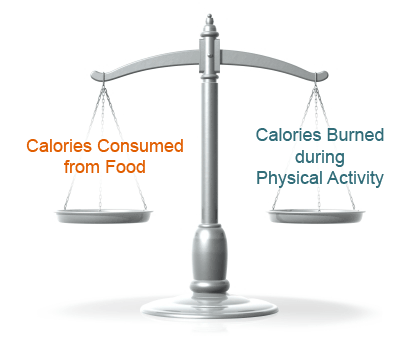 Calories Consumed
from Food
Calories Burned
during
Physical Activity